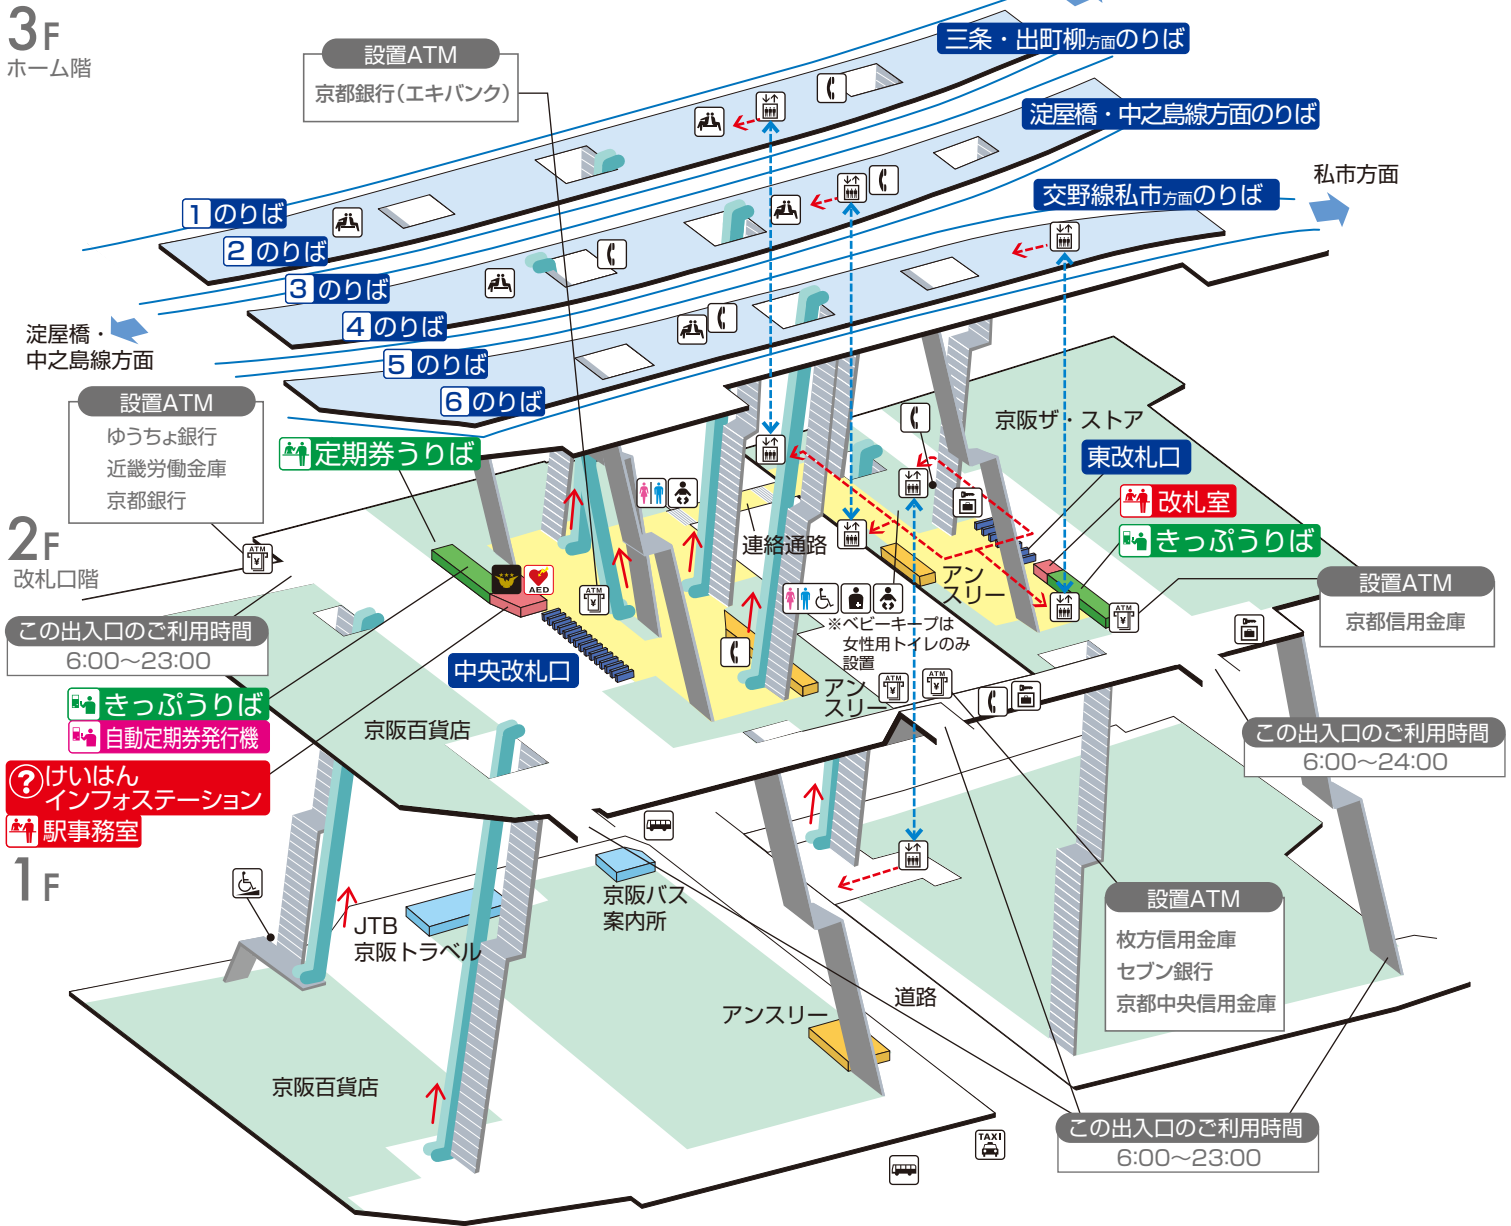 3F
ホーム階
設置ATM
京都銀行(エキバンク)
三条・出町柳方面のりば
淀屋橋・中之島線方面のりば
交野線私市方面のりば
私市方面
1 のりば
2 のりば
3 のりば
4 のりば
5 のりば
6 のりば
淀屋橋・
中之島線方面
設置ATM
ゆうちょ銀行
近畿労働金庫
京都銀行
定期券うりば
京阪ザ・ストア
東改札口
改札室
きっぷうりば
2F
改札口階
ATM
¥
連絡通路
アン
スリー
AED
ATM
¥
ATM
¥
設置ATM
京都信用金庫
※ベビーキープは
女性用トイレのみ
設置
この出入口のご利用時間
6:00～23:00
中央改札口
きっぷうりば
自動定期券発行機
京阪百貨店
アン
スリー
ATM
¥
ATM
¥
この出入口のご利用時間
6:00～24:00
? けいはん
インフォステーション
駅事務室
1F
JTB
京阪トラベル
京阪バス
案内所
設置ATM
枚方信用金庫
セブン銀行
京都中央信用金庫
アンスリー
道路
京阪百貨店
この出入口のご利用時間
6:00～23:00
TAXI